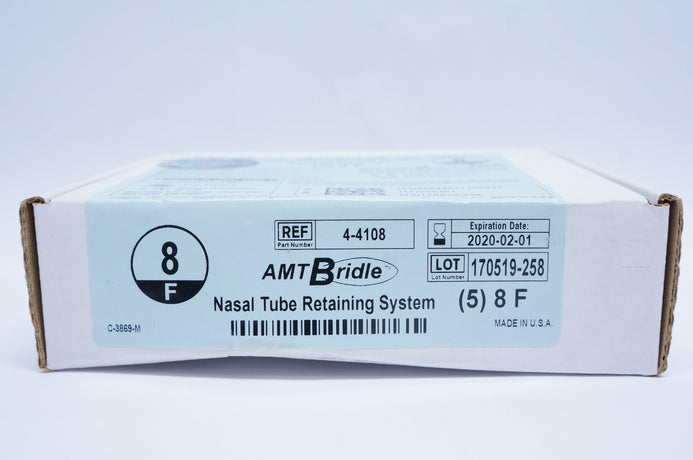 8
F
REF
Part Number
4-4108
Expiration Date:
2020-02-01
LOT
Lot Number
170519-258
AMT Bridle
Nasal Tube Retaining System
(5) 8 F
C-3869-M
MADE IN U.S.A.